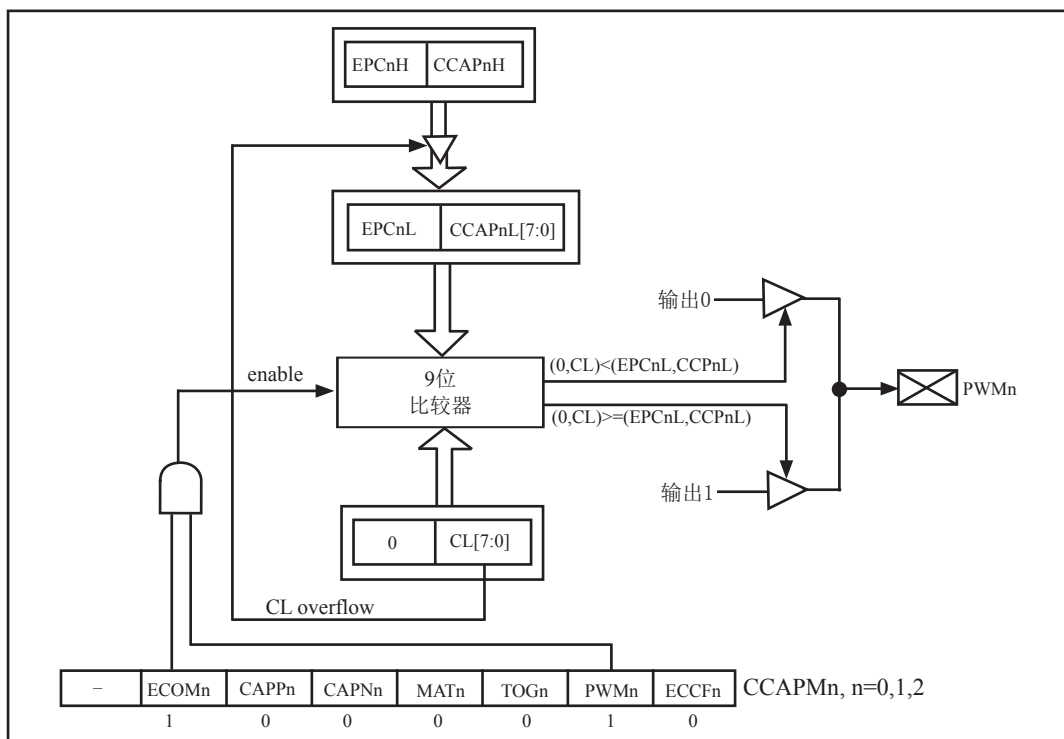 EPCnH CCAPnH
EPCnL CCAPnL[7:0]
输出0
(0,CL)<(EPCnL,CCPnL)
enable
9位
比较器
PWMn
(0,CL)>=(EPCnL,CCPnL)
输出1
0 CL[7:0]
CL overflow
– ECOMn CAPPn CAPNn MATn TOGn PWMn ECCFn CCAPMn, n=0,1,2
1 0 0 0 0 1 0